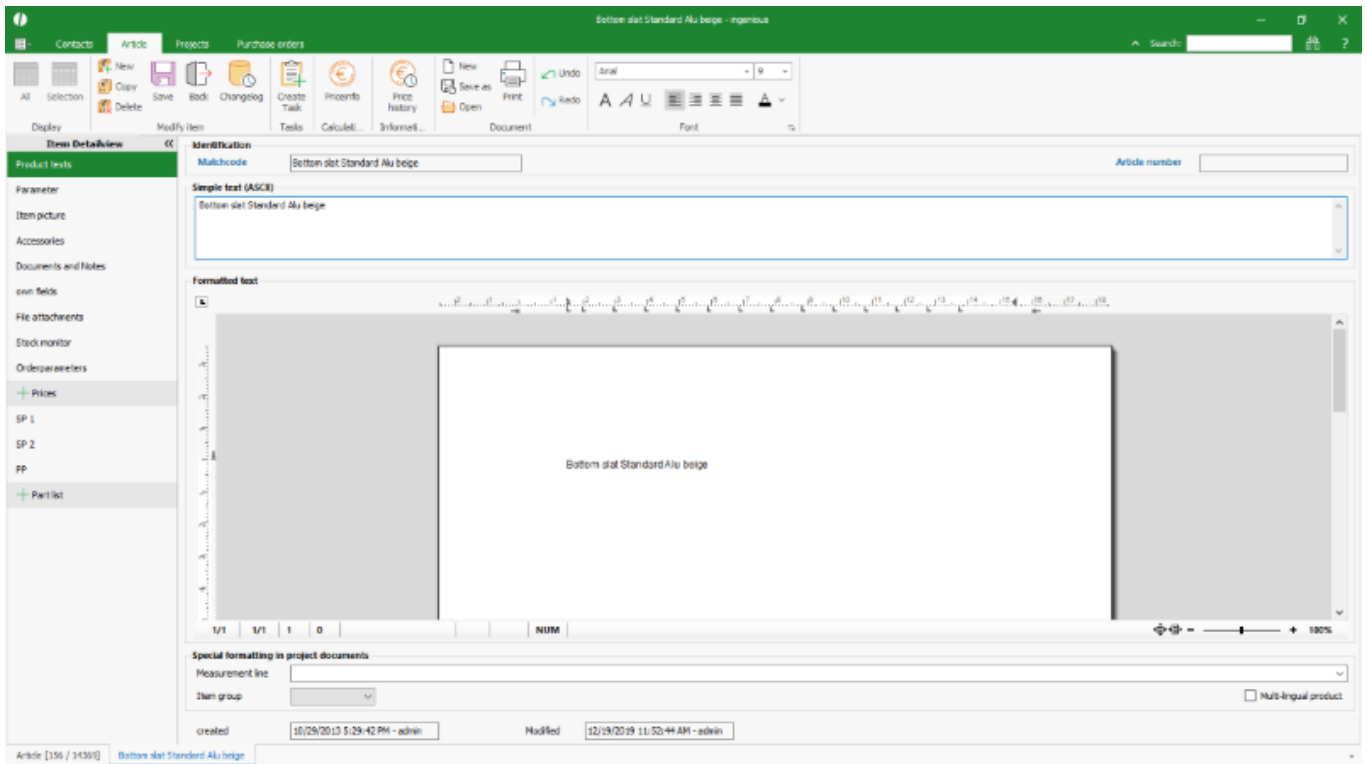 Bottom slat Standard Alu beige - ingenious
Contacts Article Projects Purchase orders Search: ?
All Selection New Copy Delete Save Back Changelog Create Task Priceinfo Price history New Save as Open Print Undo Redo Arial 9
Display Modify item Tasks Calculati... Informati... Document Font
Item Detailview
Product texts
Parameter
Item picture
Accessories
Documents and Notes
own fields
File attachments
Stock monitor
Orderparameters
Prices
SP 1
SP 2
PP
Part list
Identification
Matchcode Bottom slat Standard Alu beige Article number
Simple text (ASCII)
Bottom slat Standard Alu beige
Formatted text
Bottom slat Standard Alu beige
1/1 1/1 1 0 NUM 100%
Special formatting in project documents
Measurement line
Item group Multi-lingual product
created 10/29/2013 5:29:42 PM - admin Modified 12/19/2019 11:52:44 AM - admin
Article [156 / 14369] Bottom slat Standard Alu beige